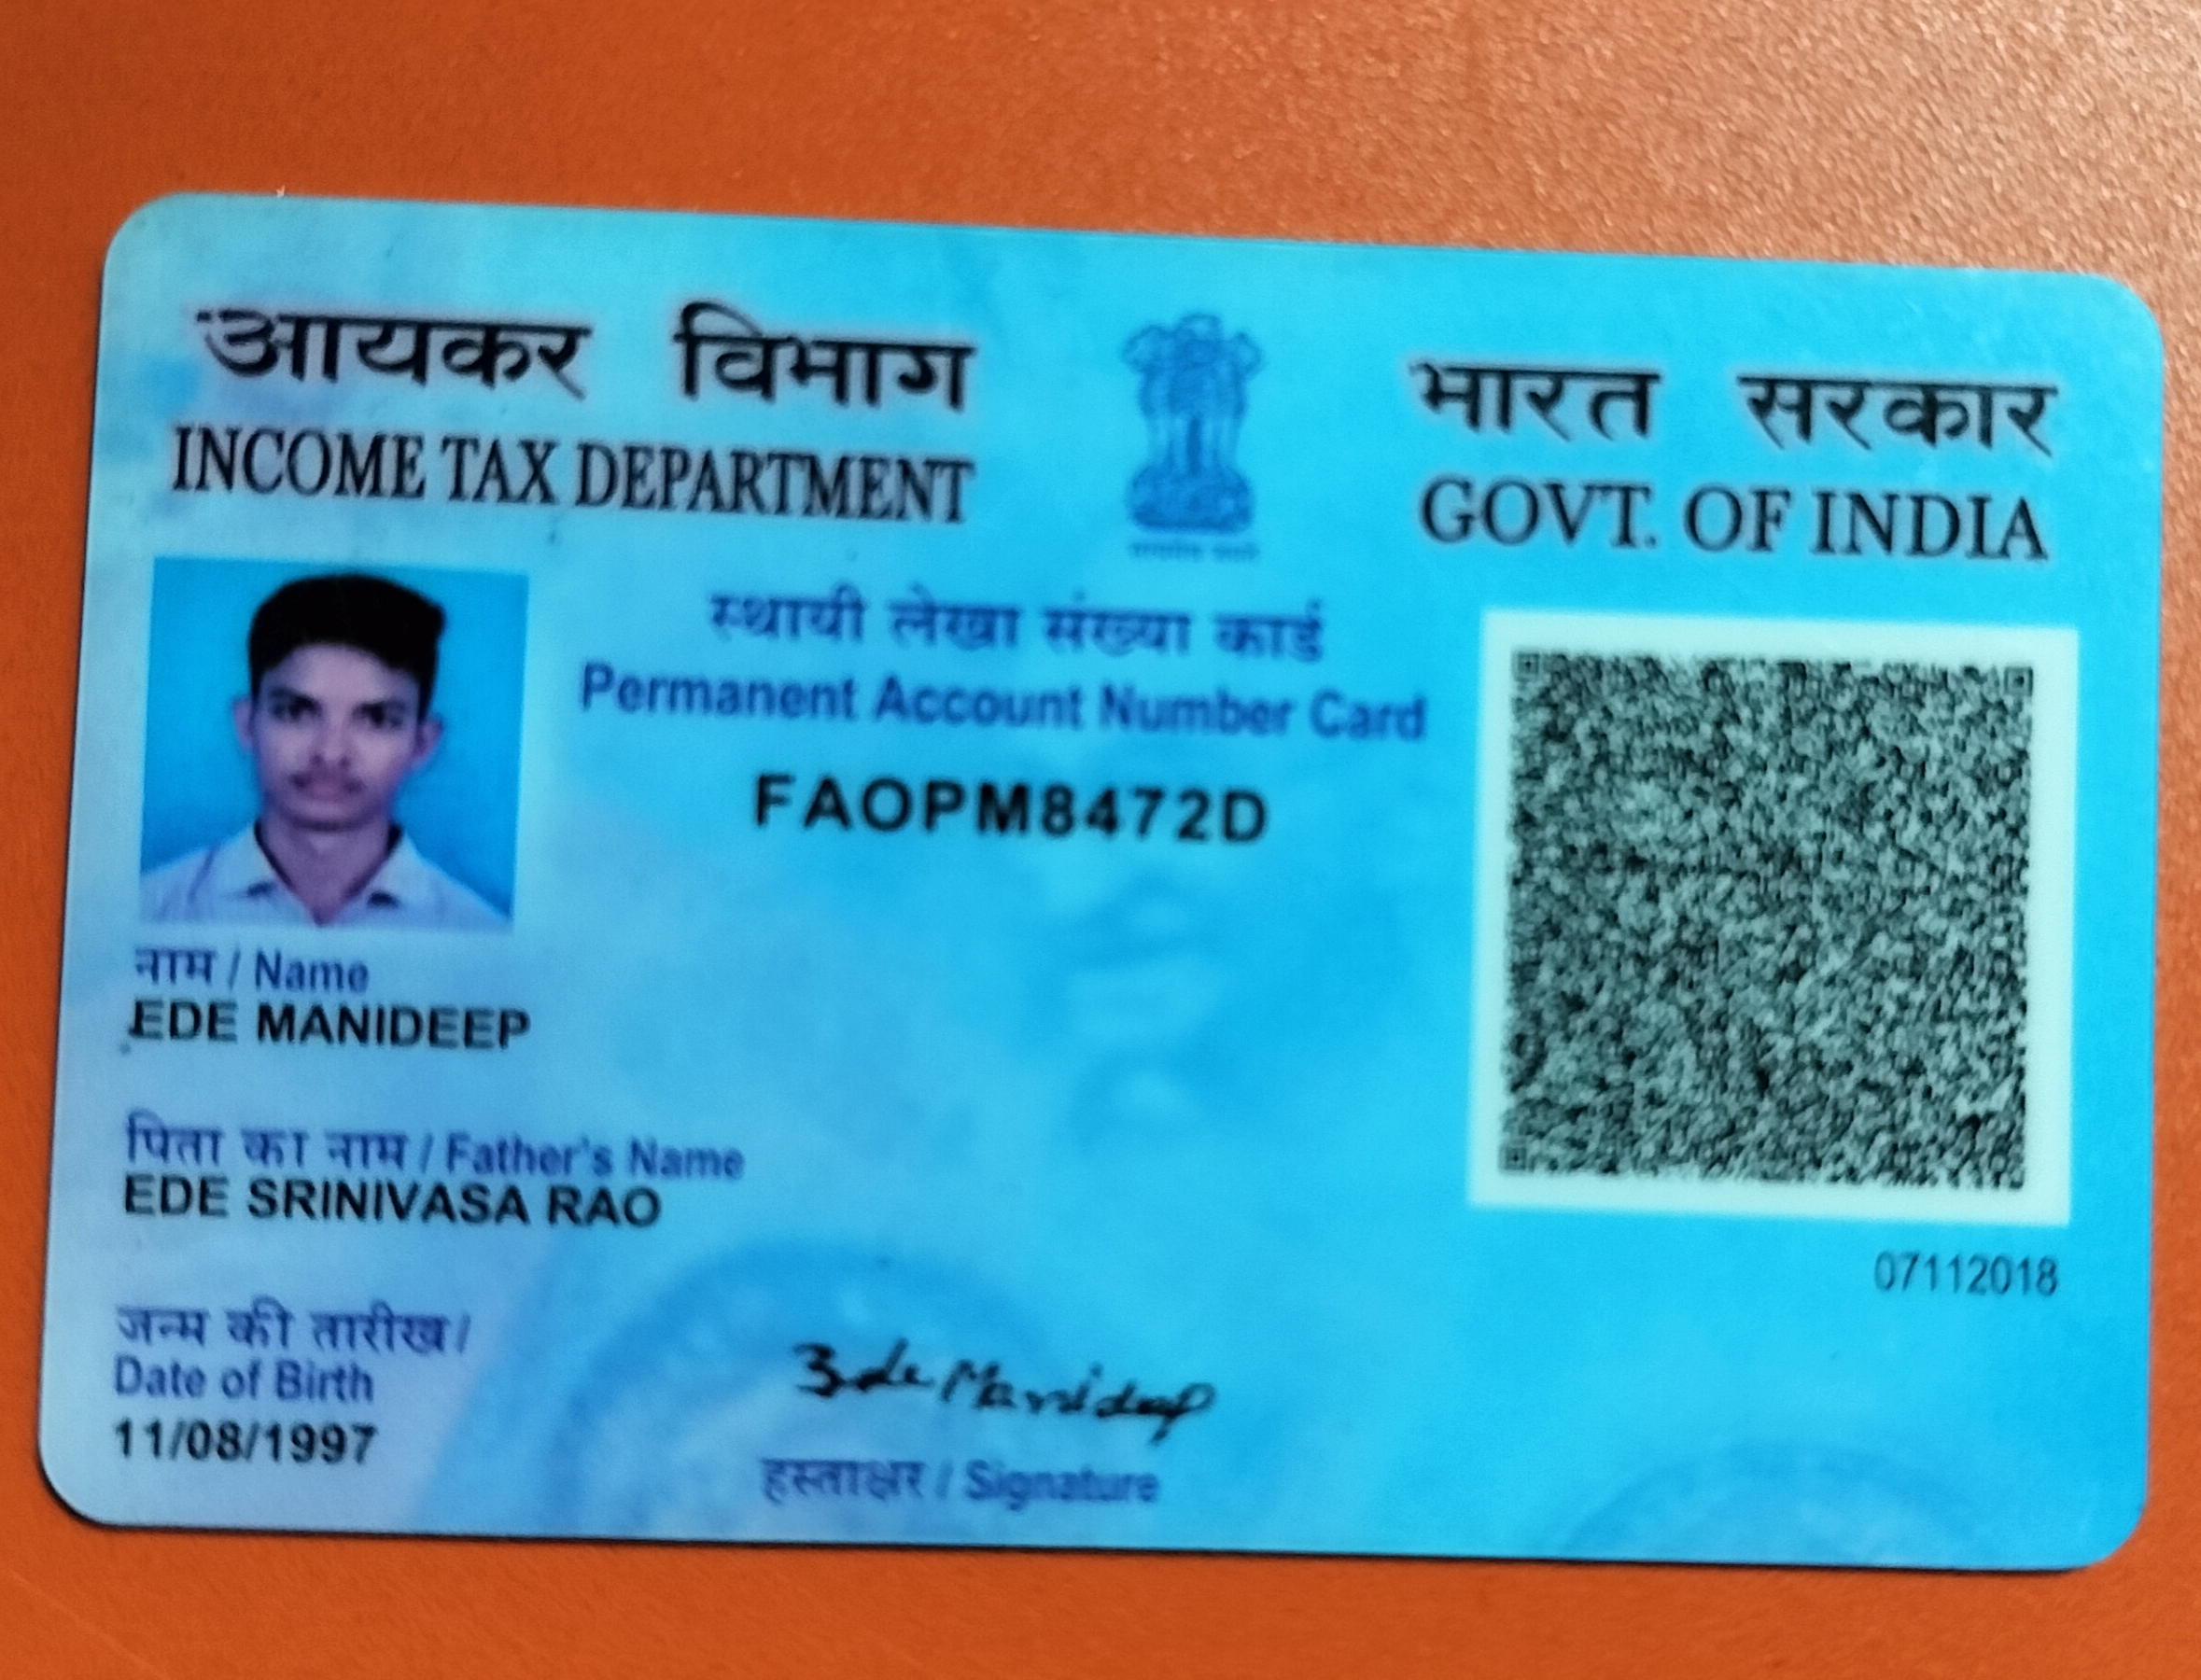 आयकर विभाग
INCOME TAX DEPARTMENT
भारत सरकार
GOVT. OF INDIA
स्थायी लेखा संख्या कार्ड
Permanent Account Number Card
FAOPM8472D
नाम / Name
EDE MANIDEEP
पिता का नाम / Father's Name
EDE SRINIVASA RAO
07112018
जन्म की तारीख /
Date of Birth
11/08/1997
Ede Manideep
हस्ताक्षर / Signature